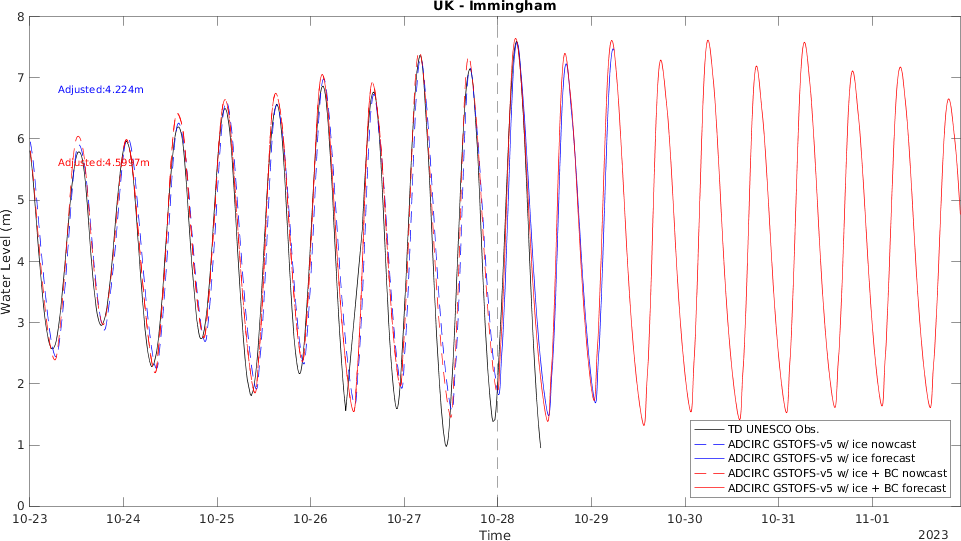 UK - Immingham
8
7
6
5
4
3
2
1
0
Water Level (m)
Adjusted:4.224m
Adjusted:4.5997m
TD UNESCO Obs.
ADCIRC GSTOFS-v5 w/ ice nowcast
ADCIRC GSTOFS-v5 w/ ice forecast
ADCIRC GSTOFS-v5 w/ ice + BC nowcast
ADCIRC GSTOFS-v5 w/ ice + BC forecast
10-23 10-24 10-25 10-26 10-27 10-28 10-29 10-30 10-31 11-01
Time
2023